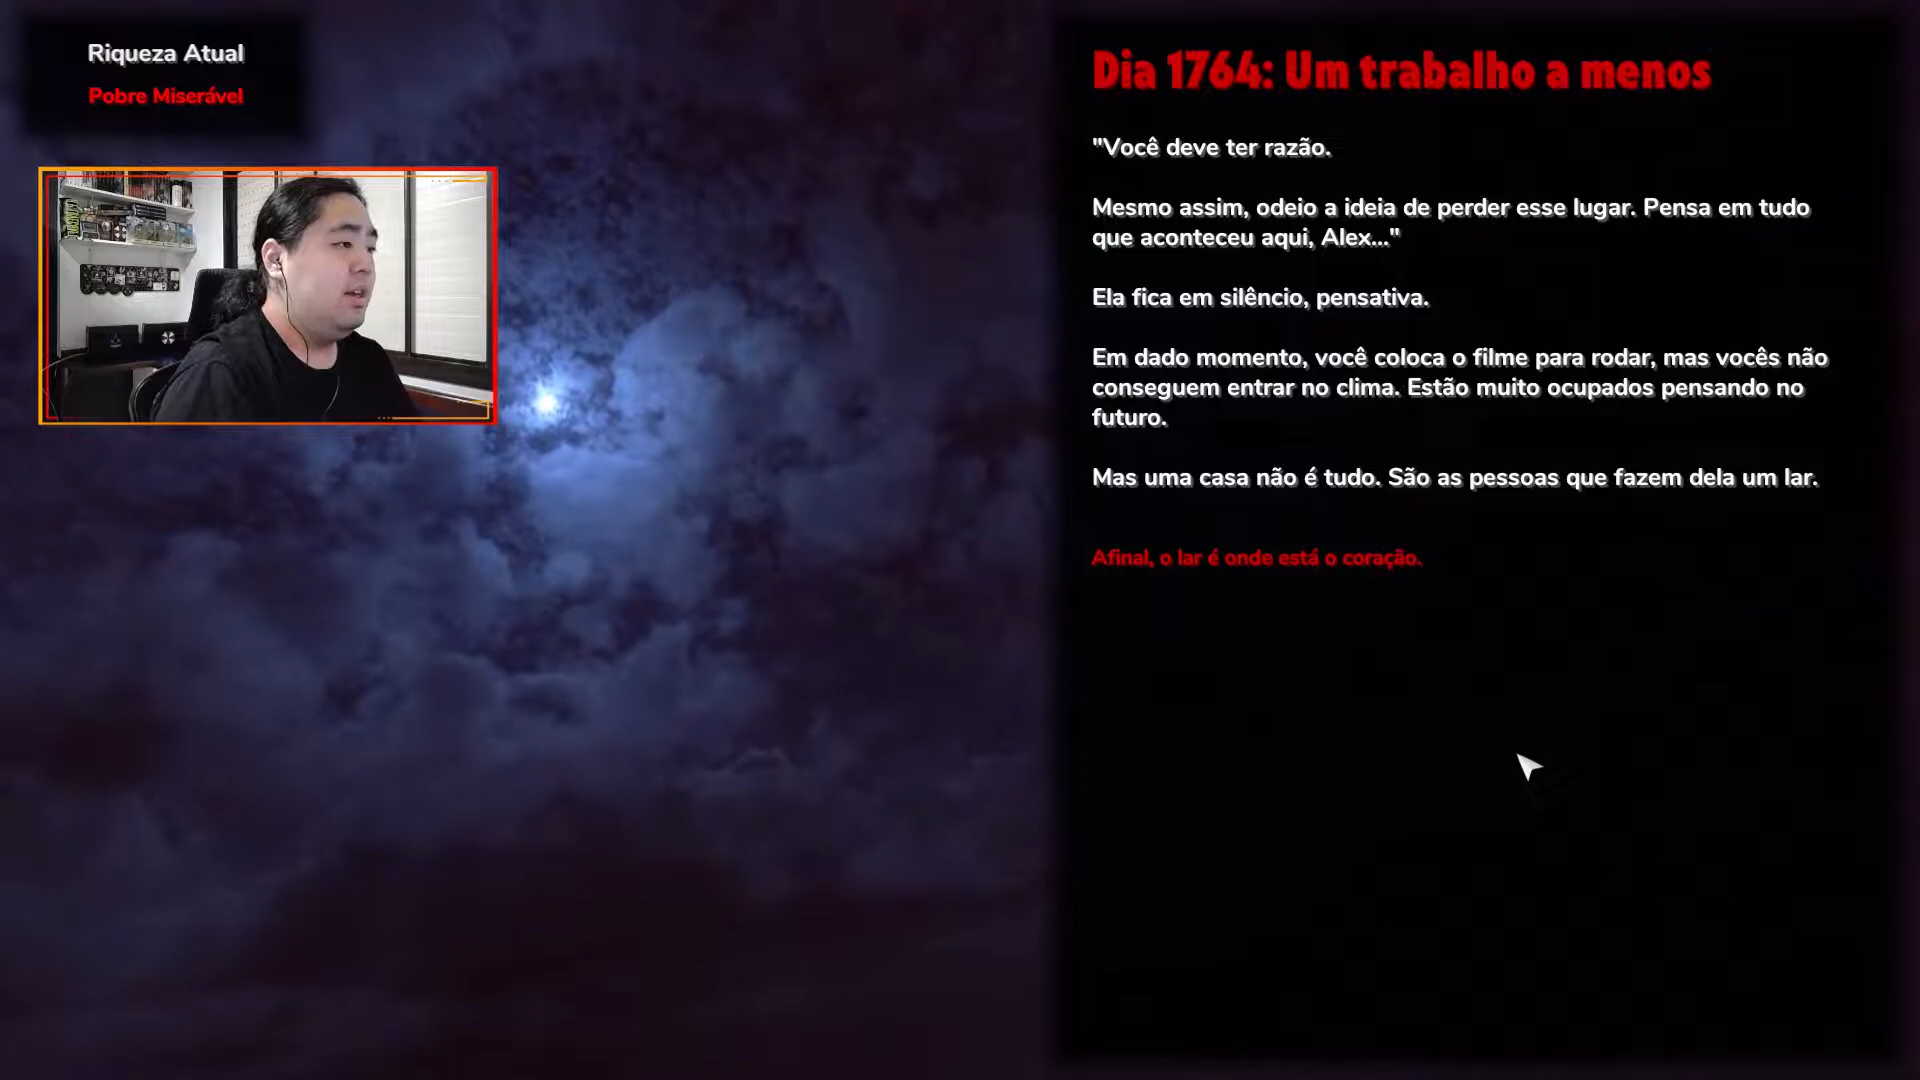 Riqueza Atual
Pobre Miserável
Dia 1764: Um trabalho a menos
"Você deve ter razão.
Mesmo assim, odeio a ideia de perder esse lugar. Pensa em tudo
que aconteceu aqui, Alex..."
Ela fica em silêncio, pensativa.
Em dado momento, você coloca o filme para rodar, mas vocês não
conseguem entrar no clima. Estão muito ocupados pensando no
futuro.
Mas uma casa não é tudo. São as pessoas que fazem dela um lar.
Afinal, o lar é onde está o coração.